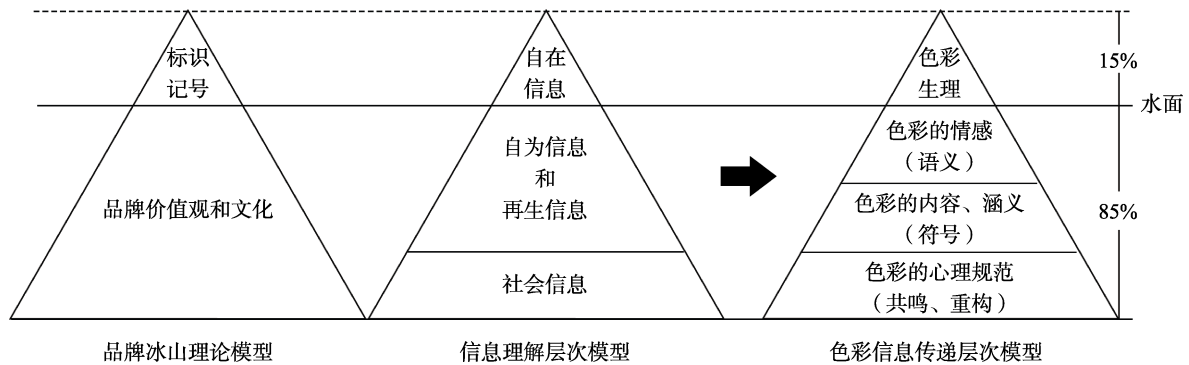 标识
记号
品牌价值观和文化
品牌冰山理论模型
自在
信息
自为信息
和
再生信息
社会信息
信息理解层次模型
色彩
生理
色彩的情感
（语义）
色彩的内容、涵义
（符号）
色彩的心理规范
（共鸣、重构）
色彩信息传递层次模型
15%
水面
85%